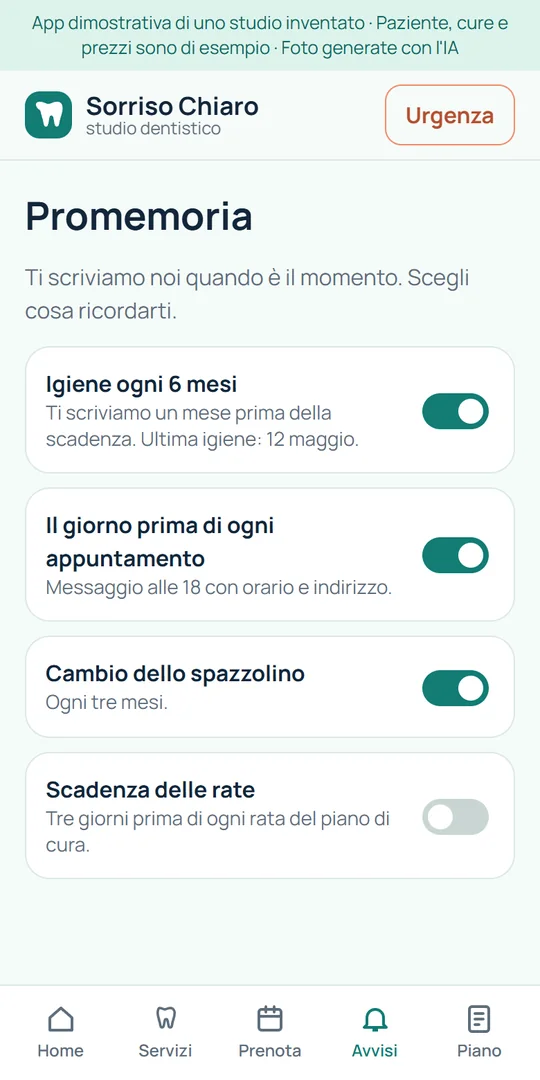 App dimostrativa di uno studio inventato · Paziente, cure e
prezzi sono di esempio · Foto generate con l'IA
Sorriso Chiaro
studio dentistico
Urgenza
Promemoria
Ti scriviamo noi quando è il momento. Scegli
cosa ricordarti.
Igiene ogni 6 mesi
Ti scriviamo un mese prima della
scadenza. Ultima igiene: 12 maggio.
Il giorno prima di ogni
appuntamento
Messaggio alle 18 con orario e indirizzo.
Cambio dello spazzolino
Ogni tre mesi.
Scadenza delle rate
Tre giorni prima di ogni rata del piano di
cura.
Home
Servizi
Prenota
Avvisi
Piano